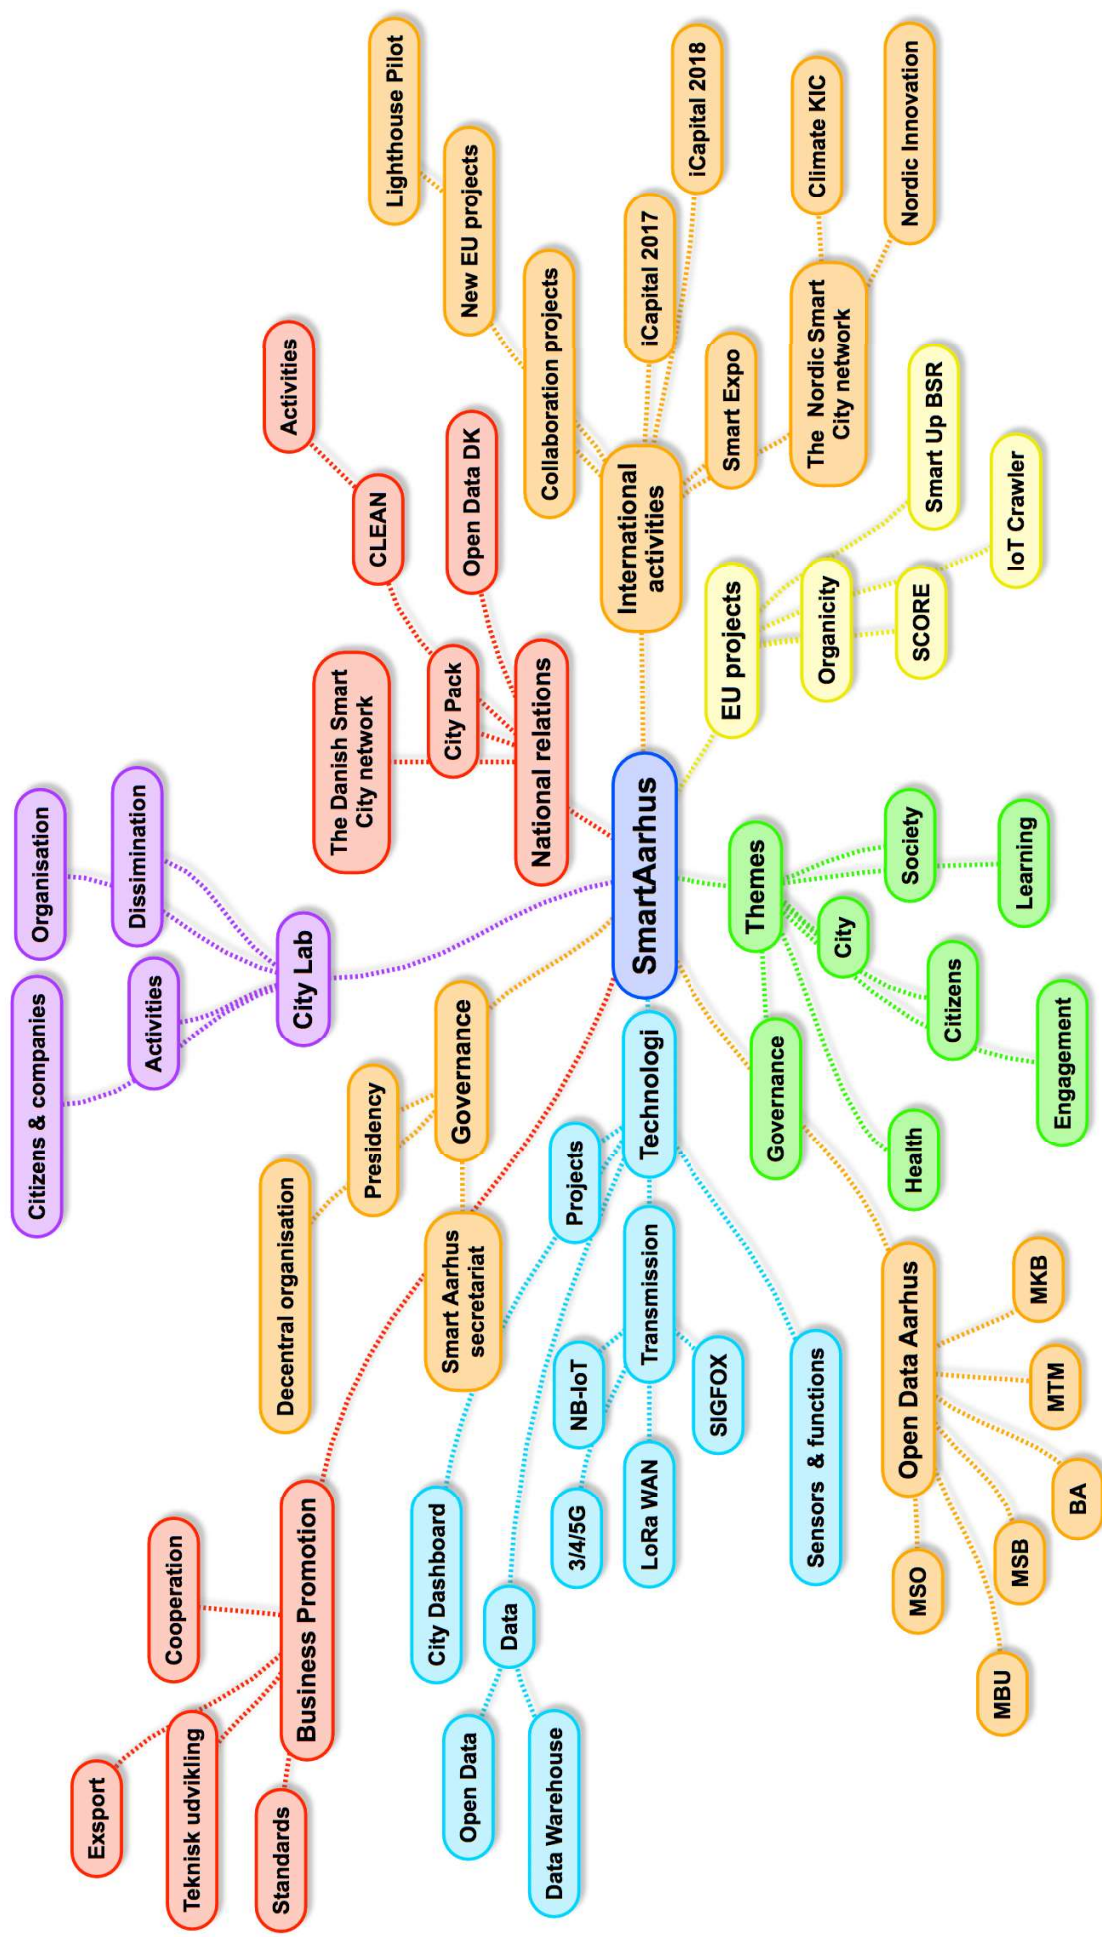 SmartAarhus
City Lab
Citizens & companies
Activities
Organisation
Dissimination
National relations
The Danish Smart
City network
City Pack
CLEAN
Activities
Open Data DK
International
activities
Collaboration projects
New EU projects
Lighthouse Pilot
iCapital 2017
iCapital 2018
Smart Expo
The Nordic Smart
City network
Climate KIC
Nordic Innovation
EU projects
Smart Up BSR
Organicity
IoT Crawler
SCORE
Themes
Society
Learning
City
Citizens
Engagement
Health
Governance
Open Data Aarhus
MSO
MBU
MSB
BA
MTM
MKB
Technologi
Projects
City Dashboard
Data
Open Data
Data Warehouse
Transmission
NB-IoT
3/4/5G
LoRa WAN
SIGFOX
Sensors & functions
Governance
Presidency
Decentral organisation
Smart Aarhus
secretariat
Business Promotion
Cooperation
Exsport
Teknisk udvikling
Standards